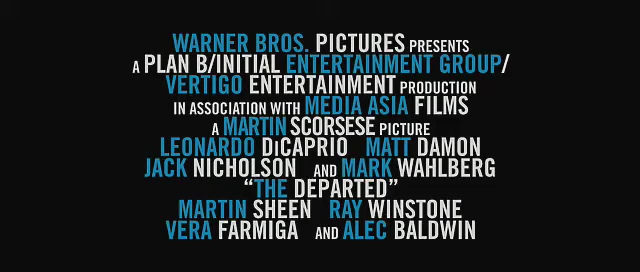 WARNER BROS. PICTURES PRESENTS
A PLAN B/INITIAL ENTERTAINMENT GROUP/
VERTIGO ENTERTAINMENT PRODUCTION
IN ASSOCIATION WITH MEDIA ASIA FILMS
A MARTIN SCORSESE PICTURE
LEONARDO DiCAPRIO MATT DAMON
JACK NICHOLSON AND MARK WAHLBERG
“THE DEPARTED”
MARTIN SHEEN RAY WINSTONE
VERA FARMIGA AND ALEC BALDWIN